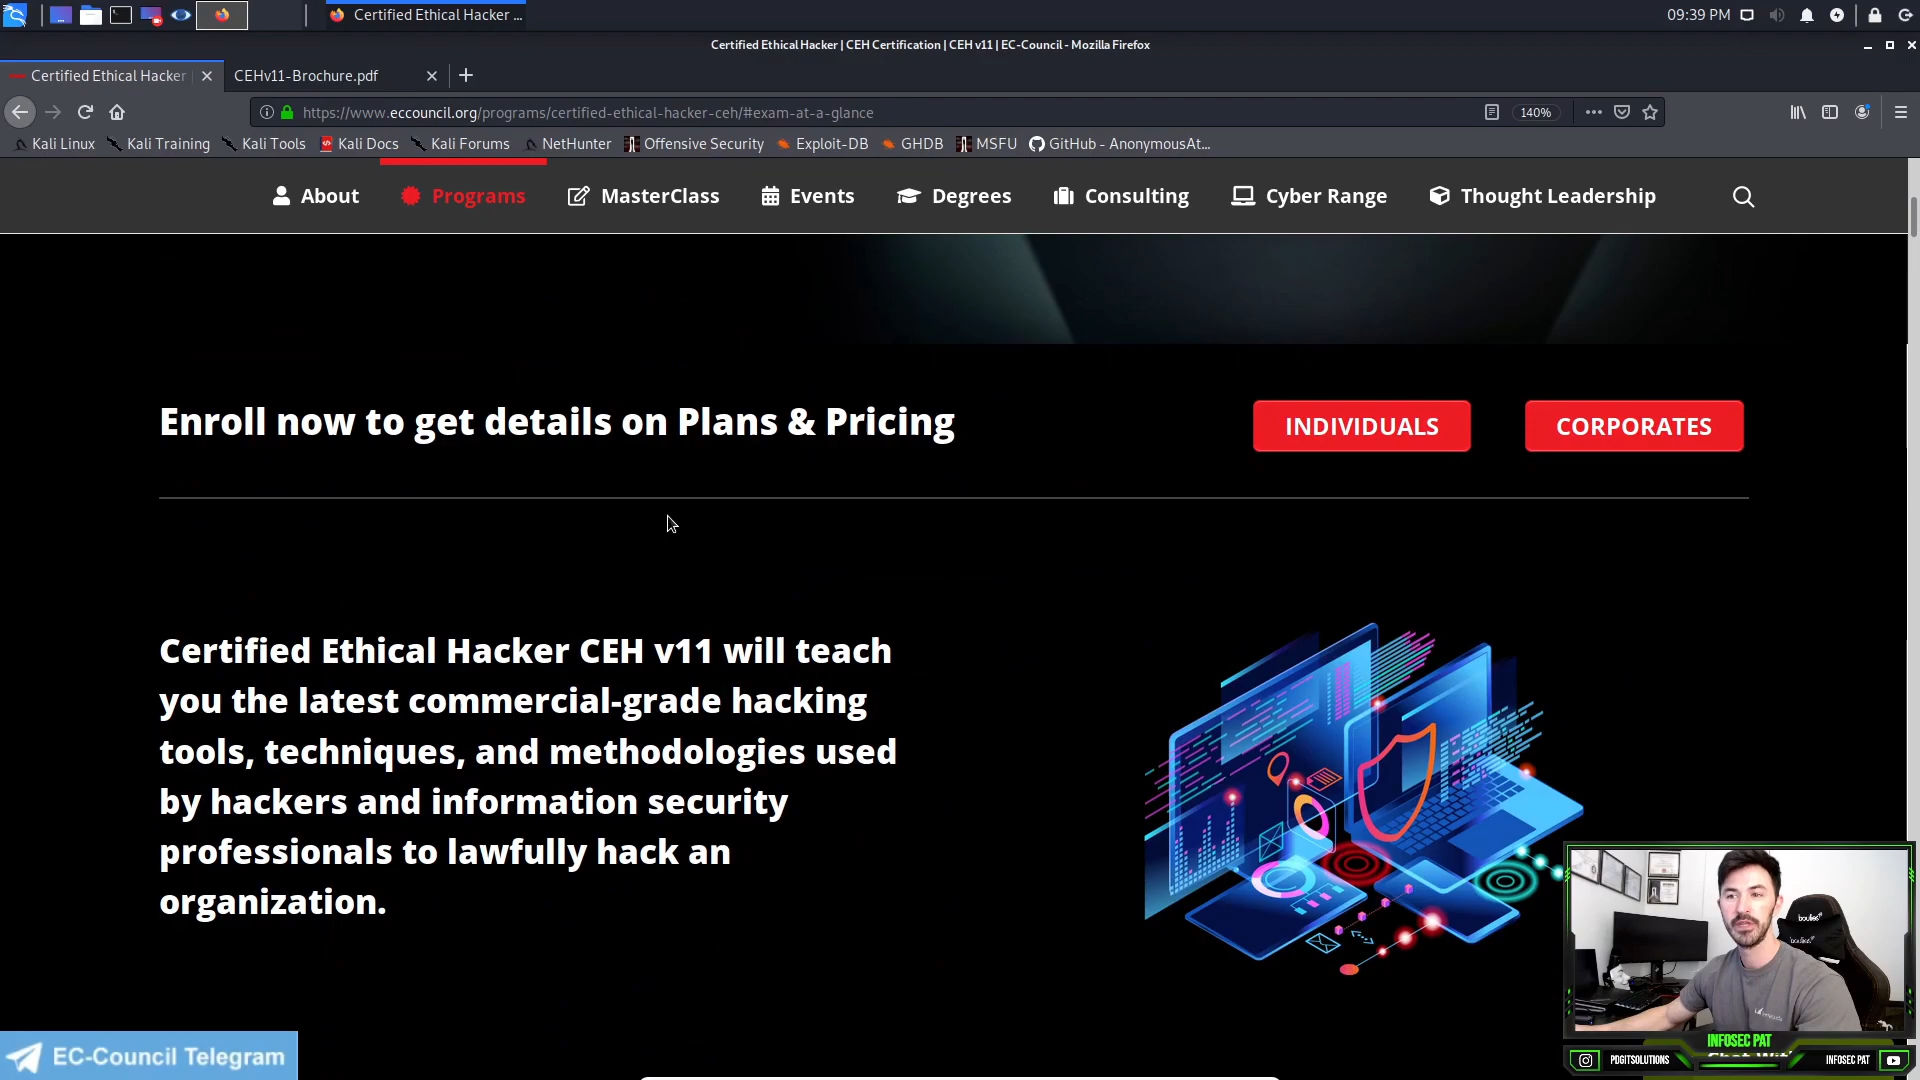 Certified Ethical Hacker ...
09:39 PM
Certified Ethical Hacker | CEH Certification | CEH v11 | EC-Council - Mozilla Firefox
Certified Ethical Hacker
CEHv11-Brochure.pdf
https://www.eccouncil.org/programs/certified-ethical-hacker-ceh/#exam-at-a-glance
140%
Kali Linux
Kali Training
Kali Tools
Kali Docs
Kali Forums
NetHunter
Offensive Security
Exploit-DB
GHDB
MSFU
GitHub - AnonymousAt...
About
Programs
MasterClass
Events
Degrees
Consulting
Cyber Range
Thought Leadership
Enroll now to get details on Plans & Pricing
INDIVIDUALS
CORPORATES
Certified Ethical Hacker CEH v11 will teach
you the latest commercial-grade hacking
tools, techniques, and methodologies used
by hackers and information security
professionals to lawfully hack an
organization.
EC-Council Telegram
INFOSEC PAT
PDGITSOLUTIONS
INFOSEC PAT